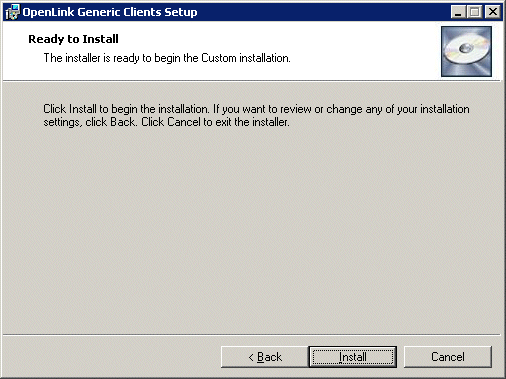 OpenLink Generic Clients Setup
Ready to Install
The installer is ready to begin the Custom installation.
Click Install to begin the installation. If you want to review or change any of your installation
settings, click Back. Click Cancel to exit the installer.
< Back Install Cancel